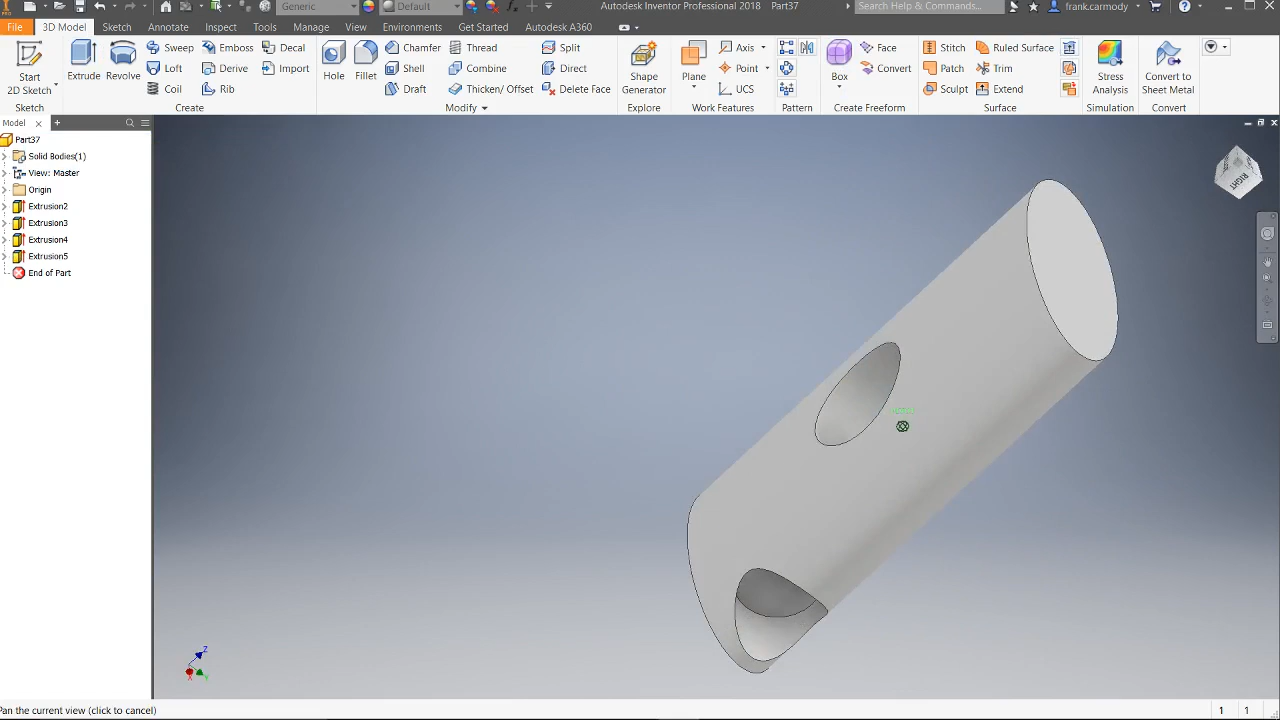 Generic
Default
Autodesk Inventor Professional 2018 Part37
Search Help & Commands...
frank.carmody
File 3D Model Sketch Annotate Inspect Tools Manage View Environments Get Started Autodesk A360
Start 2D Sketch
Sketch
Extrude
Revolve
Sweep
Loft
Coil
Emboss
Derive
Rib
Decal
Import
Create
Hole
Fillet
Chamfer
Shell
Draft
Thread
Combine
Thicken/ Offset
Split
Direct
Delete Face
Modify
Shape Generator
Explore
Plane
Axis
Point
UCS
Work Features
Pattern
Box
Face
Convert
Create Freeform
Stitch
Patch
Sculpt
Ruled Surface
Trim
Extend
Surface
Stress Analysis
Simulation
Convert to Sheet Metal
Convert
Model
Part37
Solid Bodies(1)
View: Master
Origin
Extrusion2
Extrusion3
Extrusion4
Extrusion5
End of Part
RIGHT
Z
Y
X
Pan the current view (click to cancel)
1 1